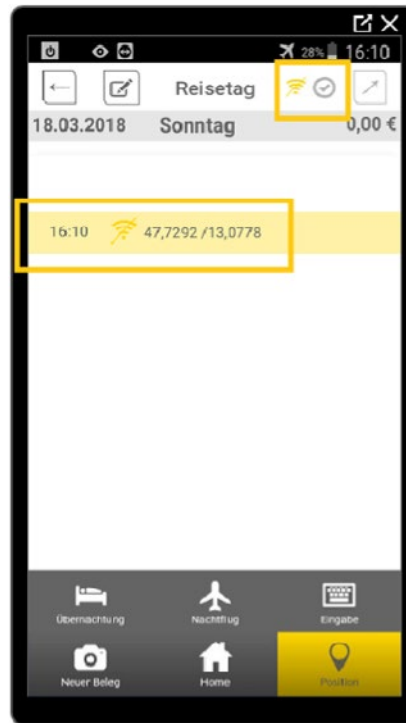 28% 16:10
Reisetag
18.03.2018 Sonntag 0,00 €
16:10 47,7292 /13,0778
Übernachtung Nachtflug Eingabe
Neuer Beleg Home Position